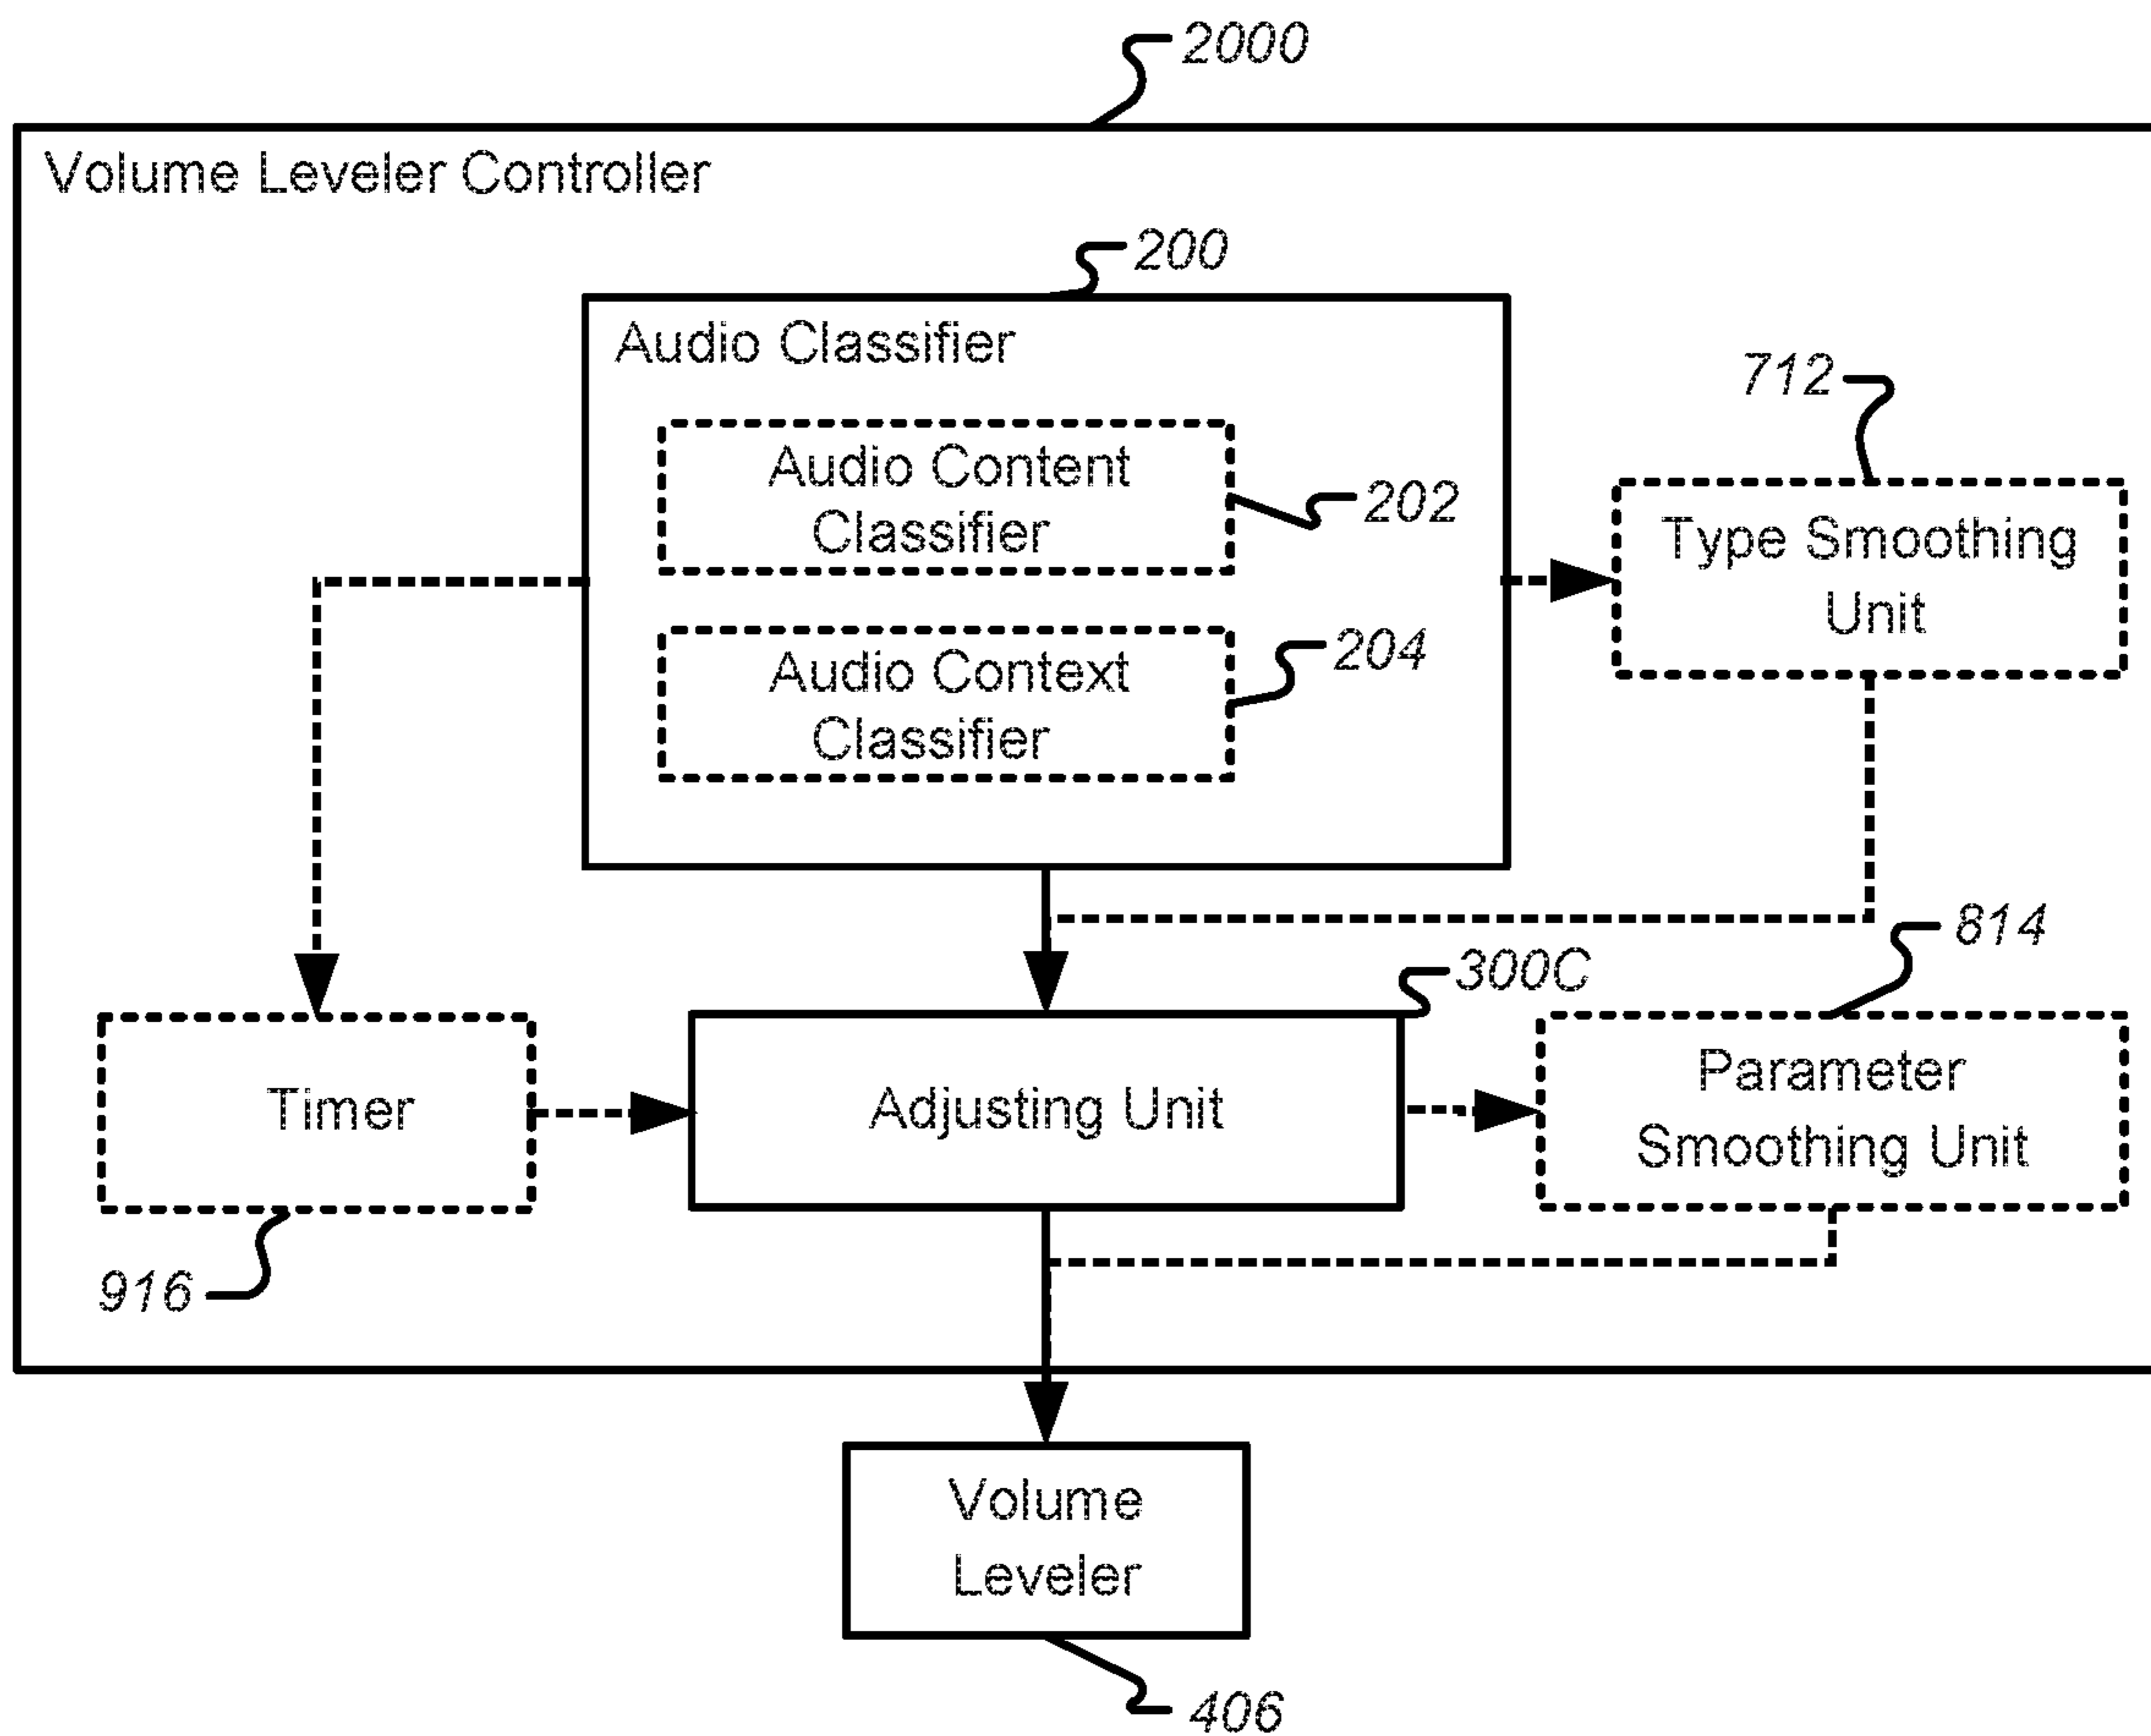 2000
Volume Leveler Controller
200
Audio Classifier
712
Audio Content
Classifier
202
Type Smoothing
Unit
204
Audio Context
Classifier
814
300C
Timer
Adjusting Unit
Parameter
Smoothing Unit
916
Volume
Leveler
406